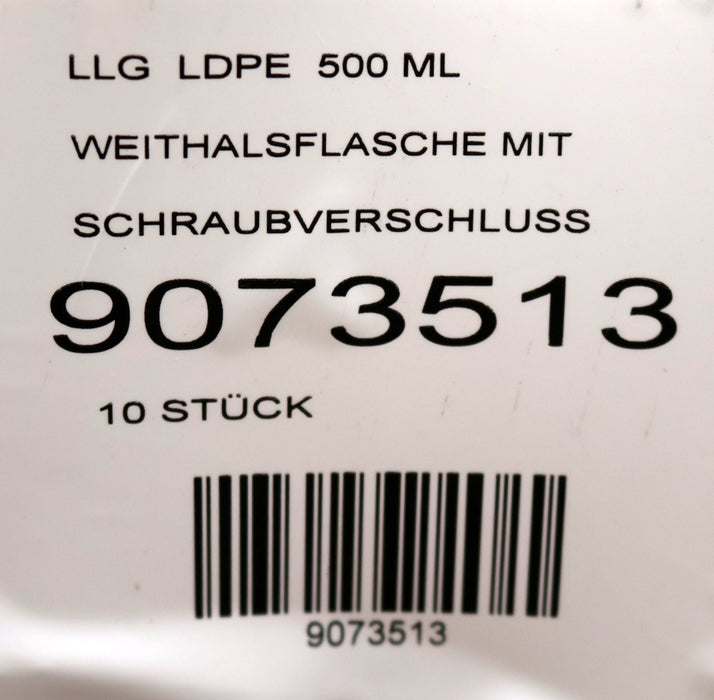 LLG LDPE 500 ML
WEITHALSFLASCHE MIT
SCHRAUBVERSCHLUSS
9073513
10 STÜCK
9073513